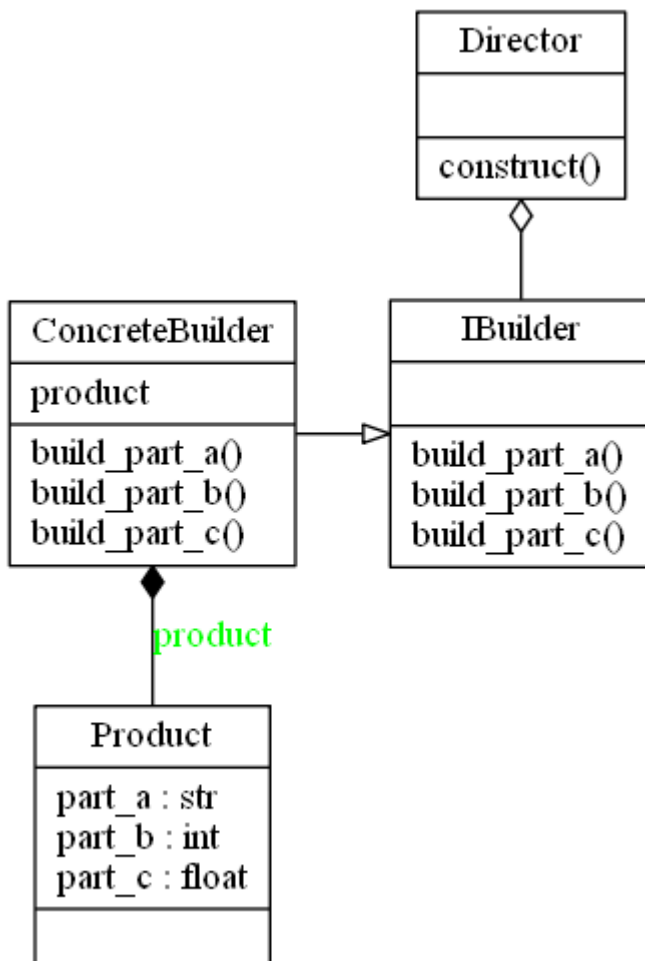 Director
construct()
ConcreteBuilder
product
build_part_a()
build_part_b()
build_part_c()
IBuilder
build_part_a()
build_part_b()
build_part_c()
product
Product
part_a : str
part_b : int
part_c : float